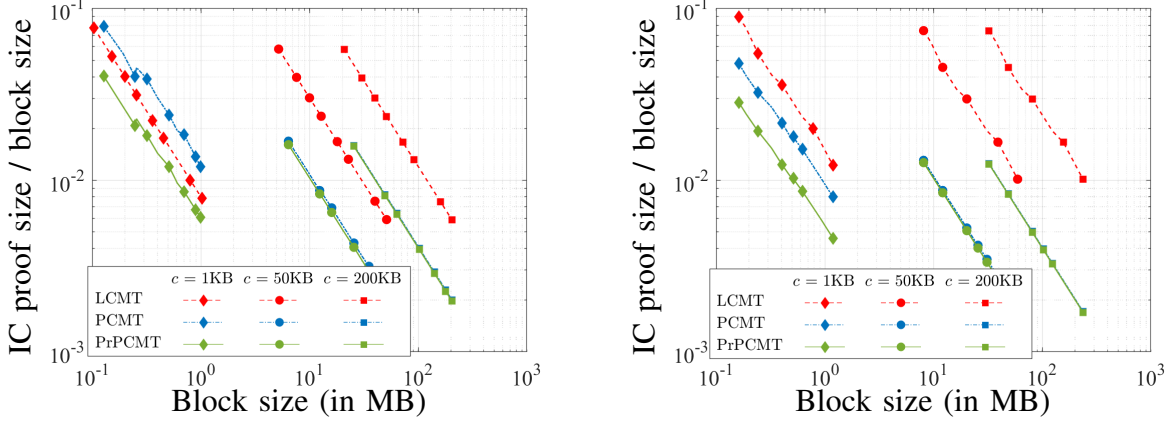 IC proof size / block size
10^-1
10^-2
10^-3
c = 1KB c = 50KB c = 200KB
LCMT
PCMT
PrPCMT
10^-1 10^0 10^1 10^2 10^3
Block size (in MB)
IC proof size / block size
10^-1
10^-2
10^-3
c = 1KB c = 50KB c = 200KB
LCMT
PCMT
PrPCMT
10^-1 10^0 10^1 10^2 10^3
Block size (in MB)